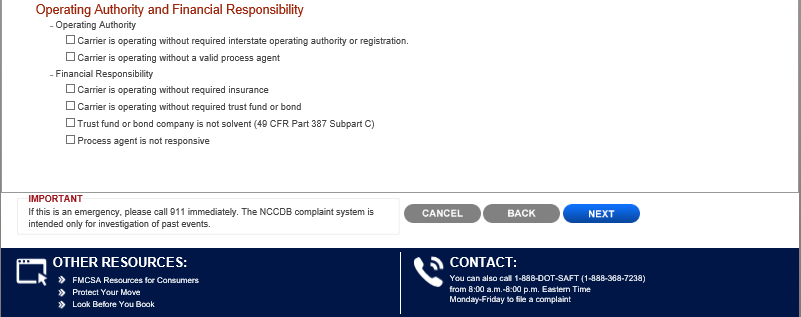 Operating Authority and Financial Responsibility
- Operating Authority
Carrier is operating without required interstate operating authority or registration.
Carrier is operating without a valid process agent
- Financial Responsibility
Carrier is operating without required insurance
Carrier is operating without required trust fund or bond
Trust fund or bond company is not solvent (49 CFR Part 387 Subpart C)
Process agent is not responsive
IMPORTANT
If this is an emergency, please call 911 immediately. The NCCDB complaint system is
intended only for investigation of past events.
CANCEL
BACK
NEXT
OTHER RESOURCES:
FMCSA Resources for Consumers
Protect Your Move
Look Before You Book
CONTACT:
You can also call 1-888-DOT-SAFT (1-888-368-7238)
from 8:00 a.m.-8:00 p.m. Eastern Time
Monday-Friday to file a complaint